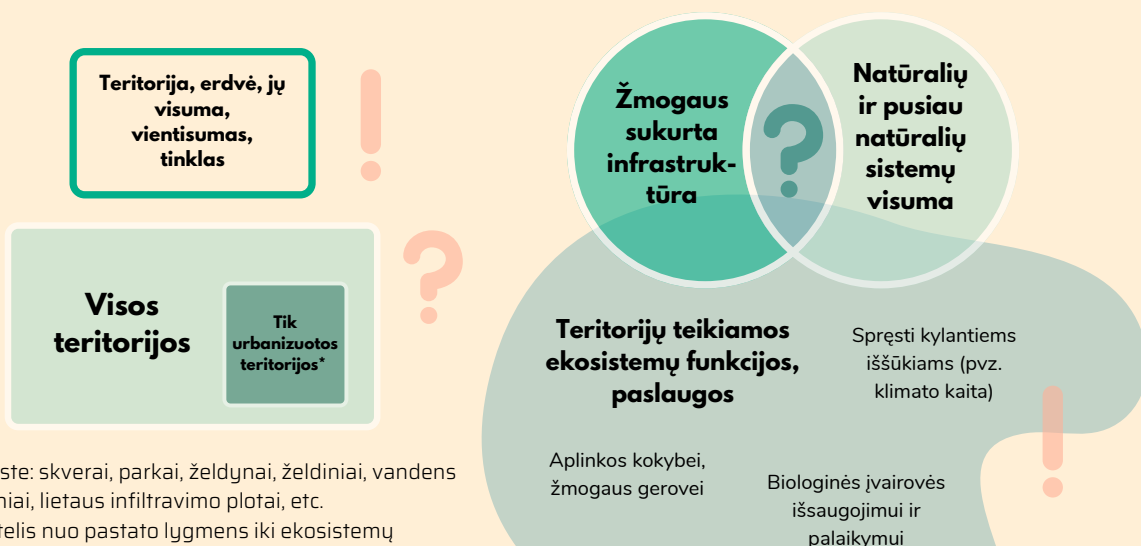 Teritorija, erdvė, jų
visuma,
vientisumas,
tinklas
!
Visos
teritorijos
Tik
urbanizuotos
teritorijos*
?
ste: skverai, parkai, želdynai, želdiniai, vandens
niai, lietaus infiltravimo plotai, etc.
telis nuo pastato lygmens iki ekosistemų
Žmogaus
sukurta
infrastruk-
tūra
?
Natūralių
ir pusiau
natūralių
sistemų
visuma
Teritorijų teikiamos
ekosistemų funkcijos,
paslaugos
Spręsti kylantiems
iššūkiams (pvz.
klimato kaita)
!
Aplinkos kokybei,
žmogaus gerovei
Biologinės įvairovės
išsaugojimui ir
palaikymui